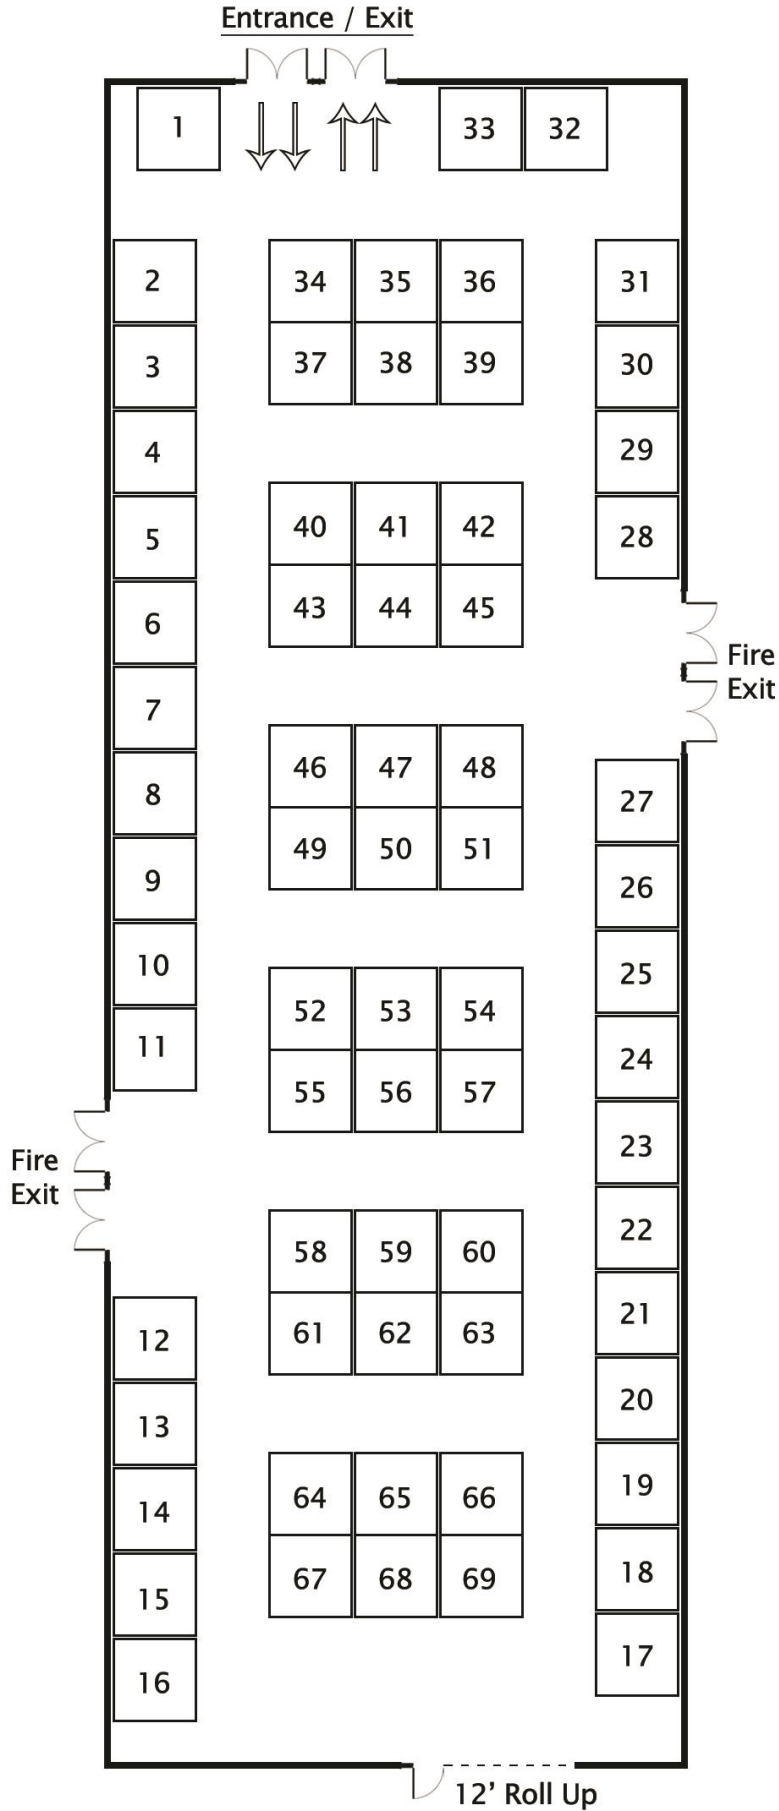 Entrance / Exit
1 33 32
2 34 35 36 31
3 37 38 39 30
4 29
5 40 41 42 28
6 43 44 45
Fire
Exit
7
8 46 47 48 27
9 49 50 51 26
10 25
11 52 53 54 24
55 56 57 23
Fire
Exit
58 59 60 22
12 61 62 63 21
13 20
14 64 65 66 19
15 67 68 69 18
16 17
12’ Roll Up